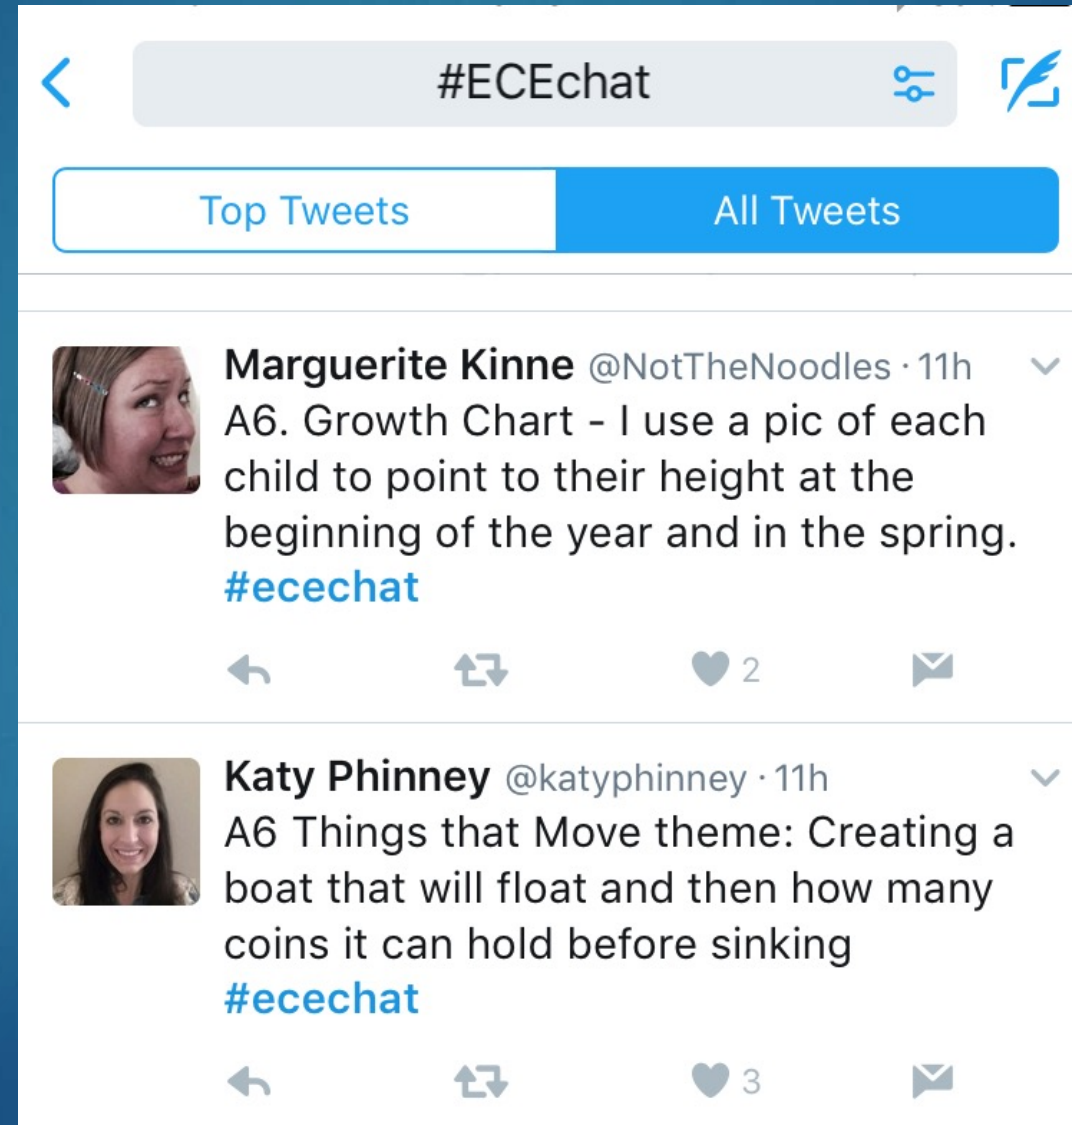 #ECEchat
Top Tweets
All Tweets
Marguerite Kinne @NotTheNoodles · 11h
A6. Growth Chart - I use a pic of each
child to point to their height at the
beginning of the year and in the spring.
#ecechat
2
Katy Phinney @katyphinney · 11h
A6 Things that Move theme: Creating a
boat that will float and then how many
coins it can hold before sinking
#ecechat
3